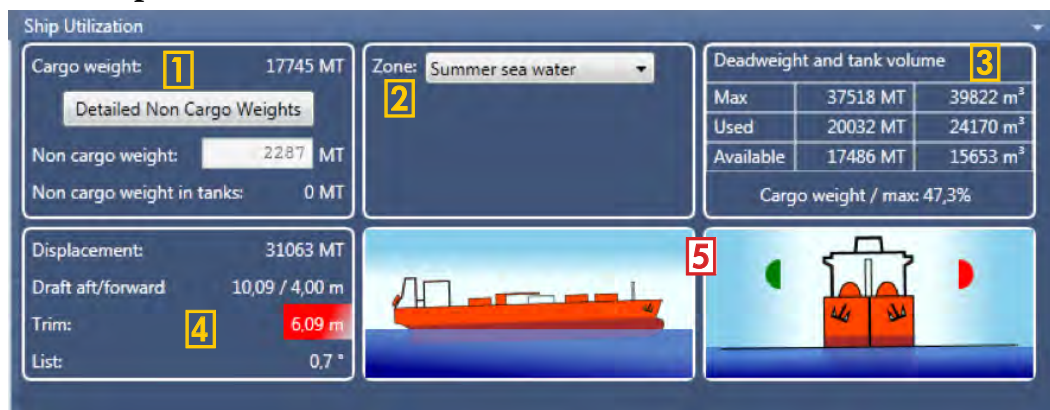 Ship Utilization
Cargo weight: 1 17745 MT
Detailed Non Cargo Weights
Non cargo weight: 2287 MT
Non cargo weight in tanks: 0 MT
Zone: Summer sea water
2
Deadweight and tank volume 3
Max 37518 MT 39822 m³
Used 20032 MT 24170 m³
Available 17486 MT 15653 m³
Cargo weight / max: 47,3%
Displacement: 31063 MT
Draft aft/forward 10,09 / 4,00 m
Trim: 4 6,09 m
List: 0,7 °
5